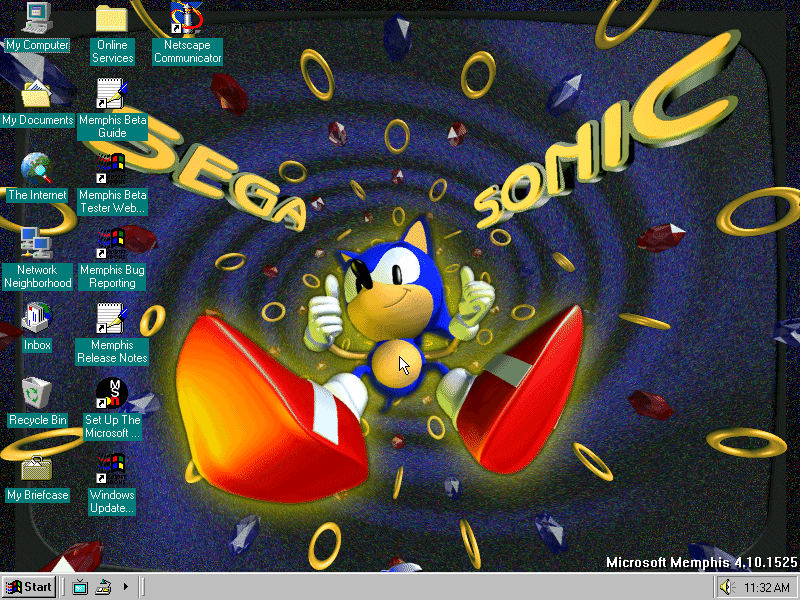 My Computer
Online
Services
Netscape
Communicator
My Documents
Memphis Beta
Guide
The Internet
Memphis Beta
Tester Web...
Network
Neighborhood
Memphis Bug
Reporting
Inbox
Memphis
Release Notes
Recycle Bin
MSn
Set Up The
Microsoft ...
My Briefcase
Windows
Update...
SEGA
SONIC
Microsoft Memphis 4.10.1525
Start
11:32 AM